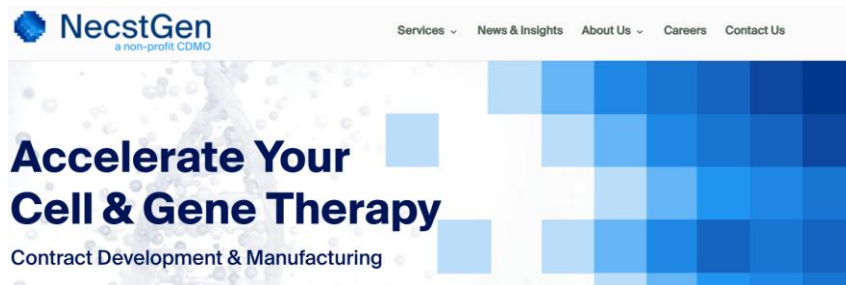 NecstGen
a non-profit CDMO
Services News & Insights About Us Careers Contact Us
Accelerate Your
Cell & Gene Therapy
Contract Development & Manufacturing